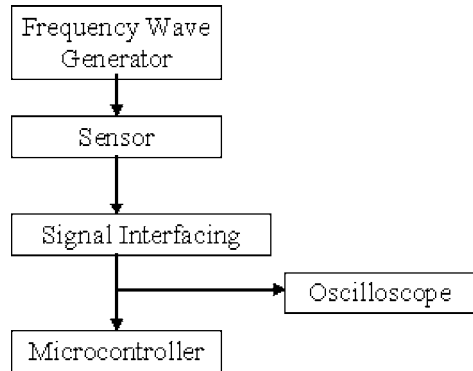 Frequency Wave
Generator
Sensor
Signal Interfacing
Oscilloscope
Microcontroller